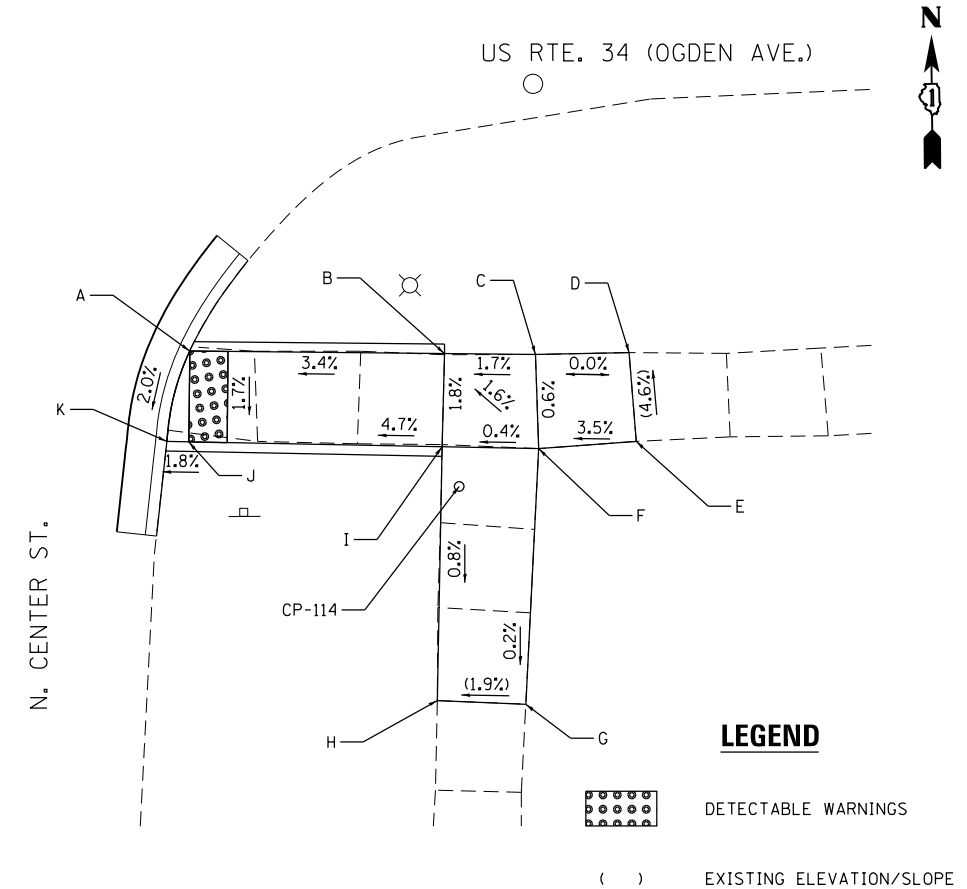 N
1
US RTE. 34 (OGDEN AVE.)
B
C
D
A
3.4%
1.7%
0.0%
2.0%
1.7%
1.8%
1.6%
0.6%
(4.6%)
K
4.7%
0.4%
3.5%
1.8%
J
I
F
E
0.8%
CP-114
0.2%
(1.9%)
H
G
N. CENTER ST.
LEGEND
DETECTABLE WARNINGS
( ) EXISTING ELEVATION/SLOPE